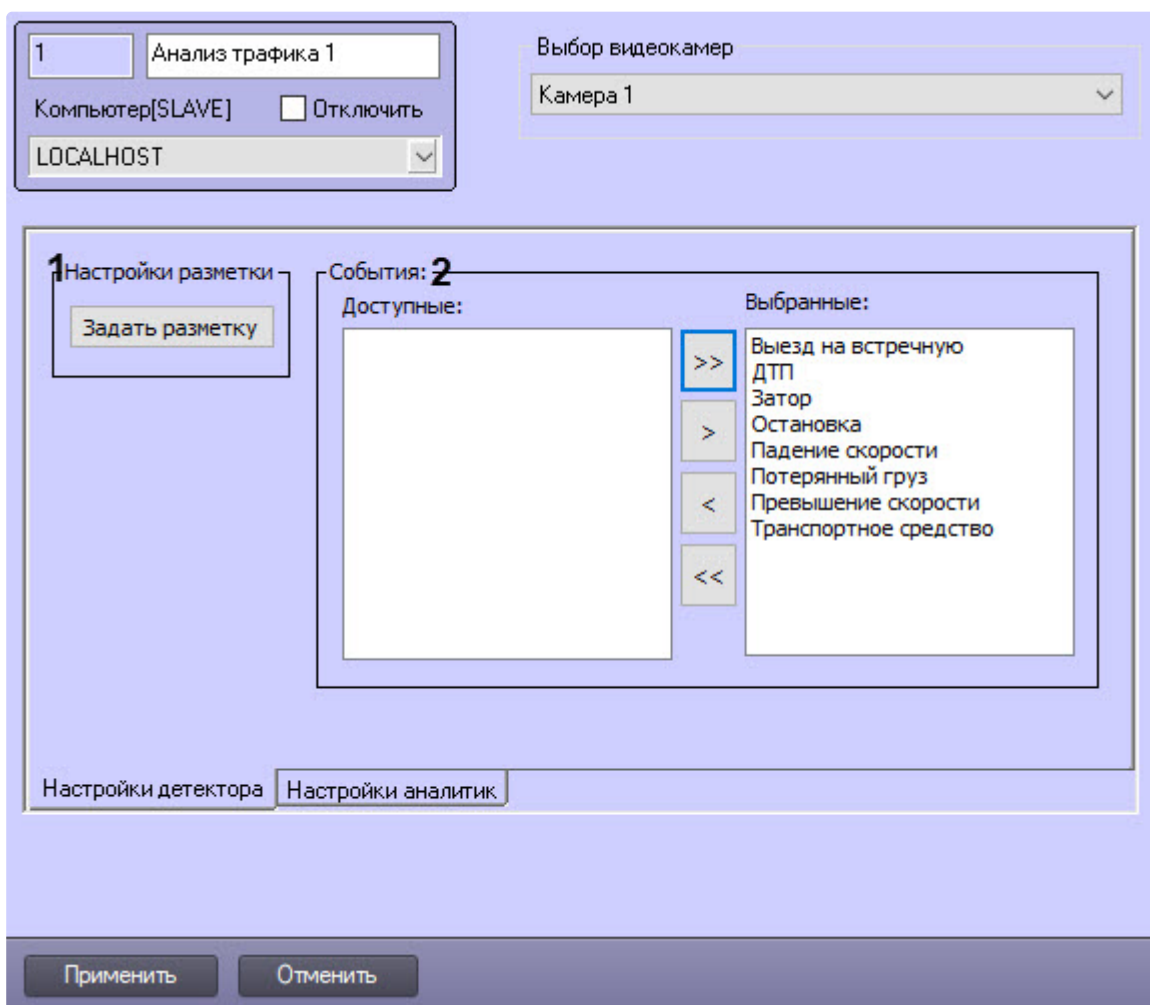 1
Анализ трафика 1
Компьютер[SLAVE]
Отключить
LOCALHOST
Выбор видеокамер
Камера 1
1
Настройки разметки
Задать разметку
События:
2
Доступные:
>>
>
<
<<
Выбранные:
Выезд на встречную
ДТП
Затор
Остановка
Падение скорости
Потерянный груз
Превышение скорости
Транспортное средство
Настройки детектора
Настройки аналитик
Применить
Отменить